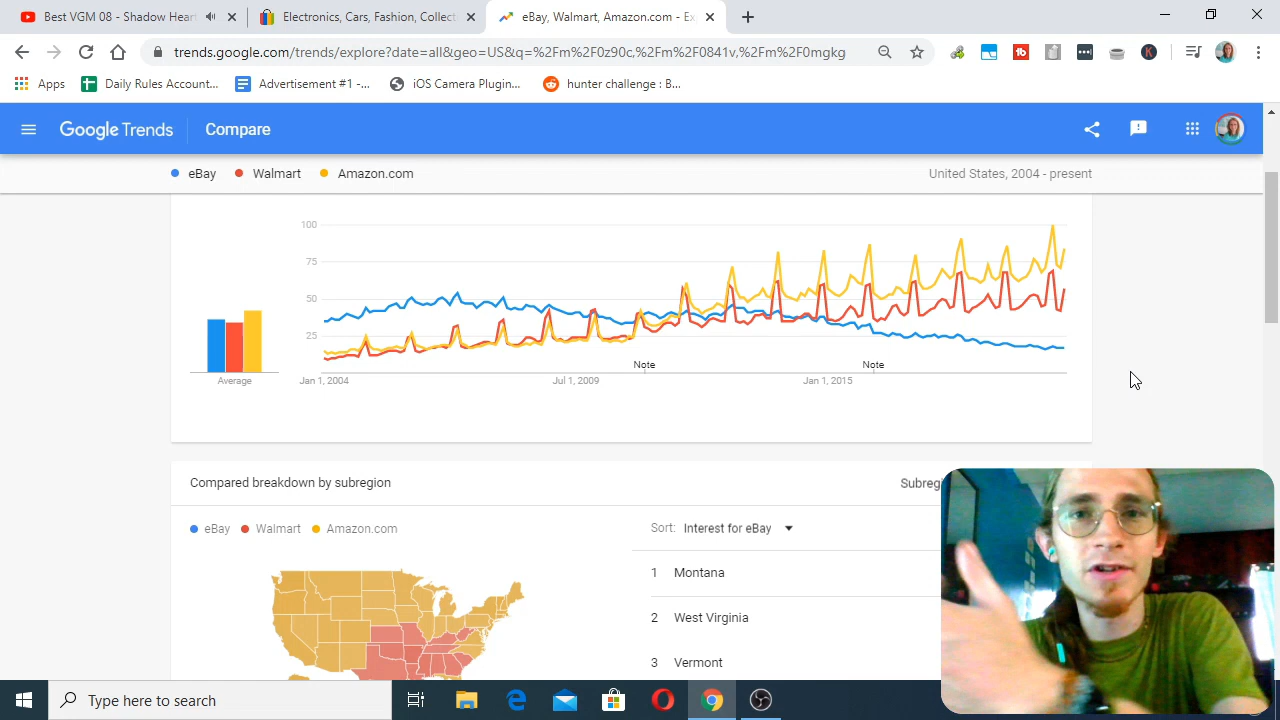 Best VGM 08 - Shadow Hear
Electronics, Cars, Fashion, Collect
eBay, Walmart, Amazon.com - Ex
trends.google.com/trends/explore?date=all&geo=US&q=%2Fm%2F0z90c,%2Fm%2F0841v,%2Fm%2F0mgkg
Apps
Daily Rules Account...
Advertisement #1 -...
iOS Camera Plugin...
hunter challenge : B...
Google Trends
Compare
eBay
Walmart
Amazon.com
United States, 2004 - present
100
75
50
25
Note
Note
Average
Jan 1, 2004
Jul 1, 2009
Jan 1, 2015
Compared breakdown by subregion
Subregi
eBay
Walmart
Amazon.com
Sort: Interest for eBay
1 Montana
2 West Virginia
3 Vermont
Type here to search